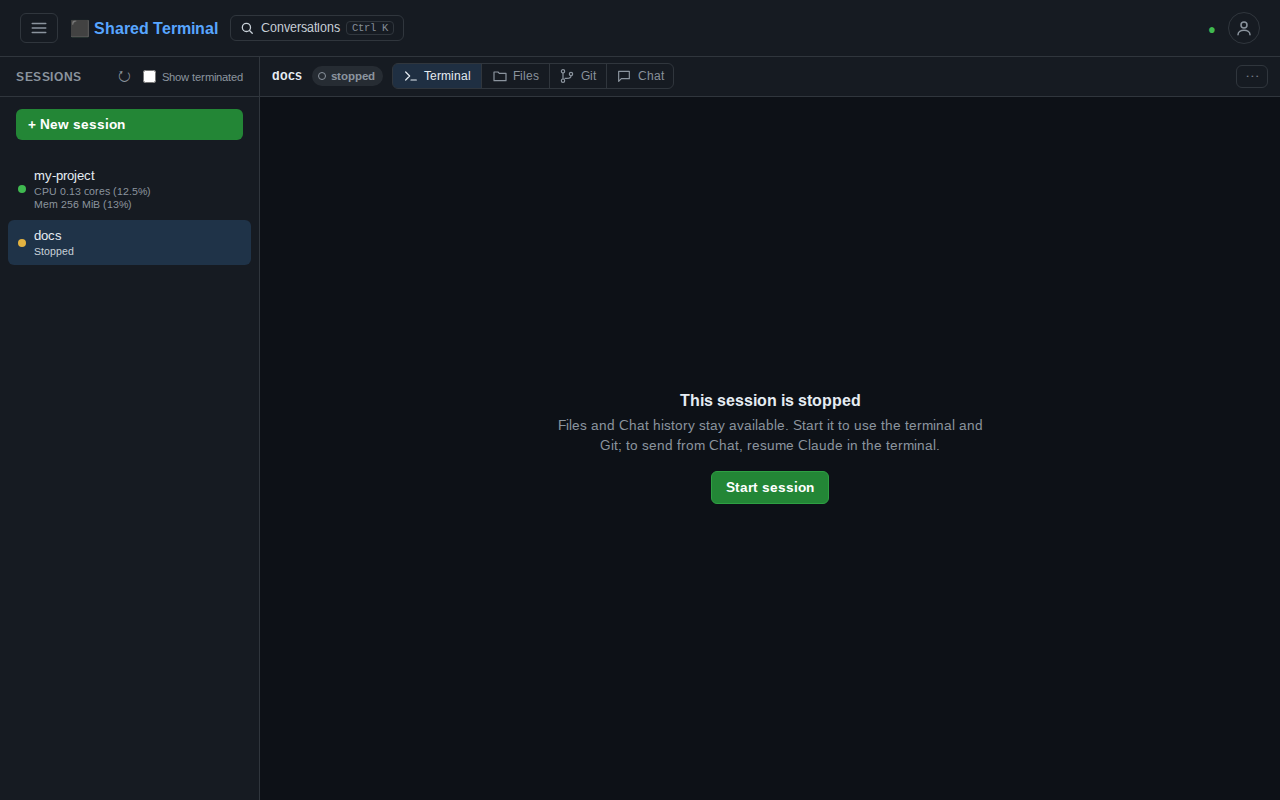 Shared Terminal
Conversations Ctrl K
SESSIONS
Show terminated
docs
stopped
Terminal
Files
Git
Chat
+ New session
my-project
CPU 0.13 cores (12.5%)
Mem 256 MiB (13%)
docs
Stopped
This session is stopped
Files and Chat history stay available. Start it to use the terminal and
Git; to send from Chat, resume Claude in the terminal.
Start session